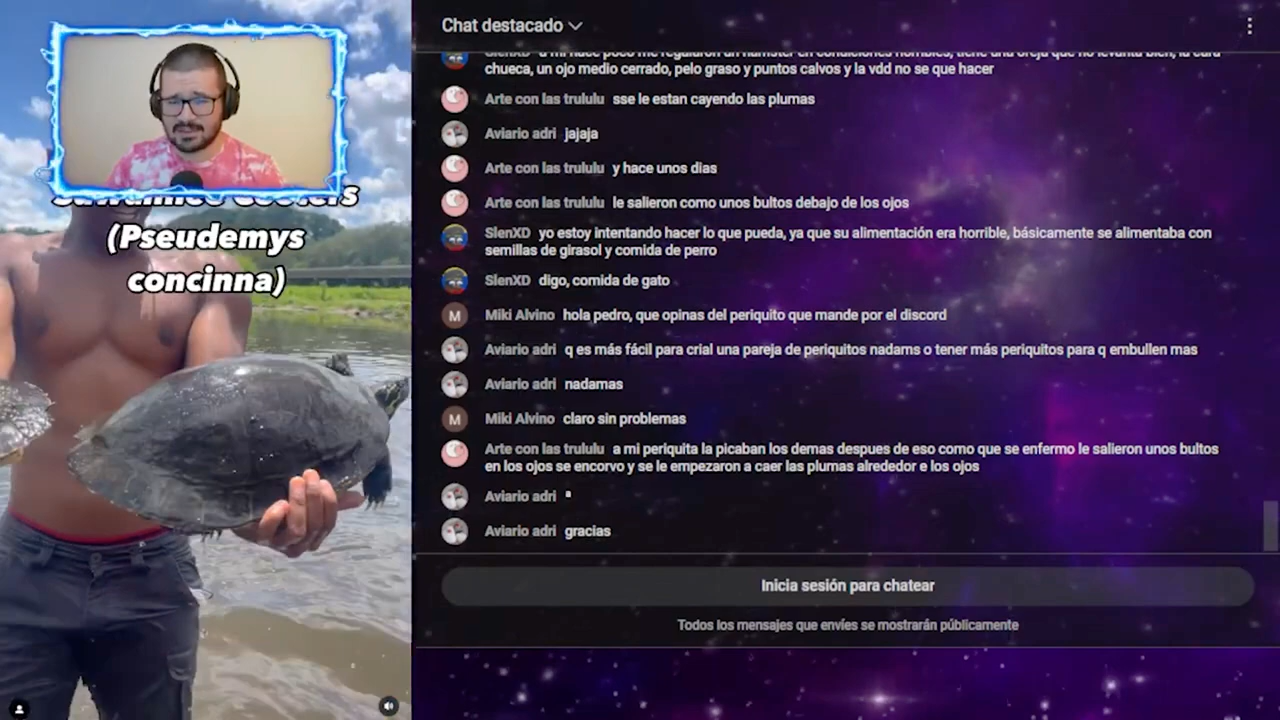 Cooters
(Pseudemys
concinna)
Chat destacado
chueca, un ojo medio cerrado, pelo graso y puntos calvos y la vdd no se que hacer
Arte con las trululu sse le estan cayendo las plumas
Aviario adri jajaja
Arte con las trululu y hace unos dias
Arte con las trululu le salieron como unos bultos debajo de los ojos
SlenXD yo estoy intentando hacer lo que pueda, ya que su alimentación era horrible, básicamente se alimentaba con
semillas de girasol y comida de perro
SlenXD digo, comida de gato
M Miki Alvino hola pedro, que opinas del periquito que mande por el discord
Aviario adri q es más fácil para crial una pareja de periquitos nadams o tener más periquitos para q embullen mas
Aviario adri nadamas
M Miki Alvino claro sin problemas
Arte con las trululu a mi periquita la picaban los demas despues de eso como que se enfermo le salieron unos bultos
en los ojos se encorvo y se le empezaron a caer las plumas alrededor e los ojos
Aviario adri ª
Aviario adri gracias
Inicia sesión para chatear
Todos los mensajes que envíes se mostrarán públicamente